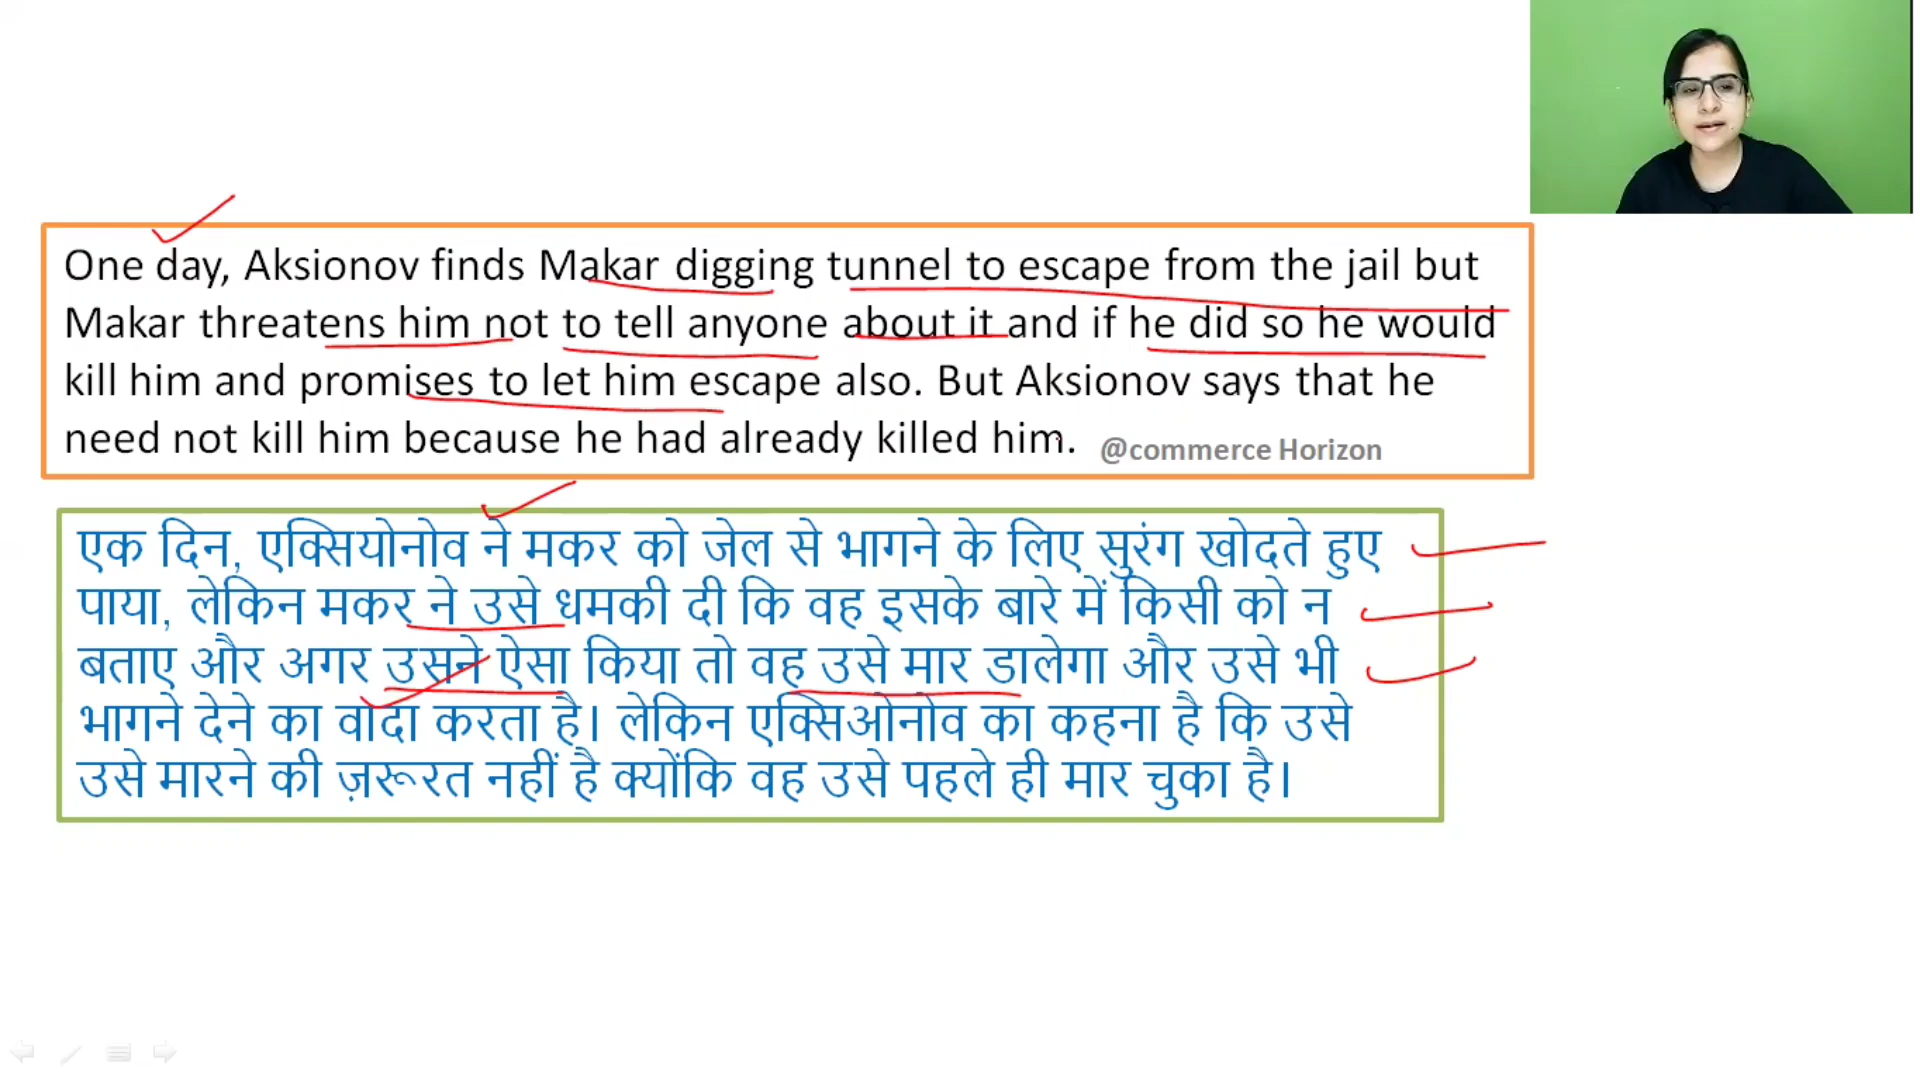 One day, Aksionov finds Makar digging tunnel to escape from the jail but
Makar threatens him not to tell anyone about it and if he did so he would
kill him and promises to let him escape also. But Aksionov says that he
need not kill him because he had already killed him.
@commerce Horizon
एक दिन, एक्सियोनोव ने मकर को जेल से भागने के लिए सुरंग खोदते हुए
पाया, लेकिन मकर ने उसे धमकी दी कि वह इसके बारे में किसी को न
बताए और अगर उसने ऐसा किया तो वह उसे मार डालेगा और उसे भी
भागने देने का वादा करता है। लेकिन एक्सिओनोव का कहना है कि उसे
उसे मारने की ज़रूरत नहीं है क्योंकि वह उसे पहले ही मार चुका है।